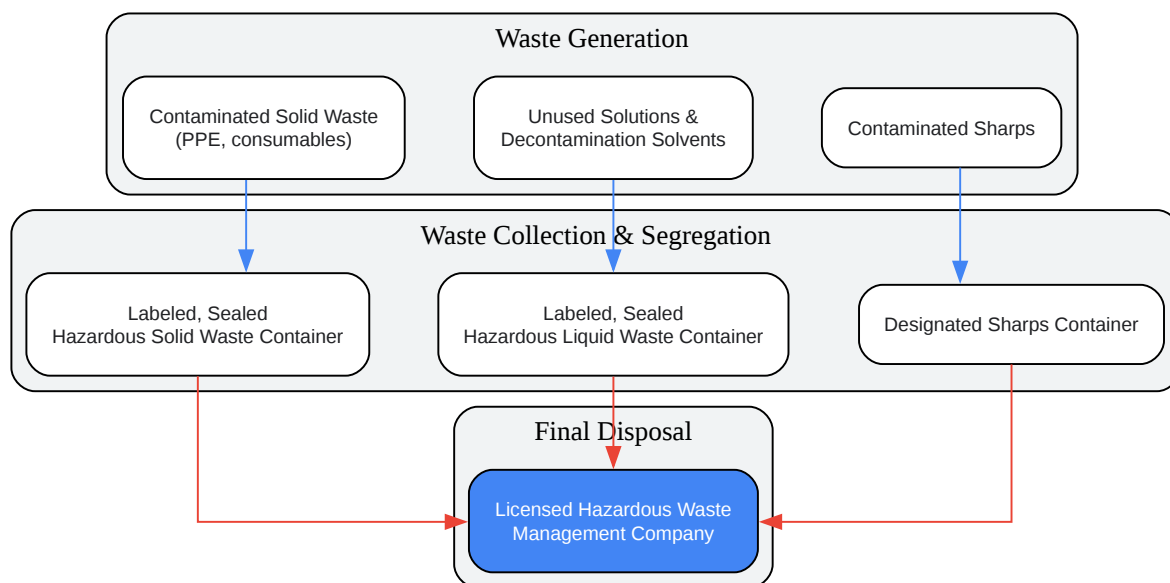 Waste Generation
Contaminated Solid Waste
(PPE, consumables)
Unused Solutions &
Decontamination Solvents
Contaminated Sharps
Waste Collection & Segregation
Labeled, Sealed
Hazardous Solid Waste Container
Labeled, Sealed
Hazardous Liquid Waste Container
Designated Sharps Container
Final Disposal
Licensed Hazardous Waste
Management Company